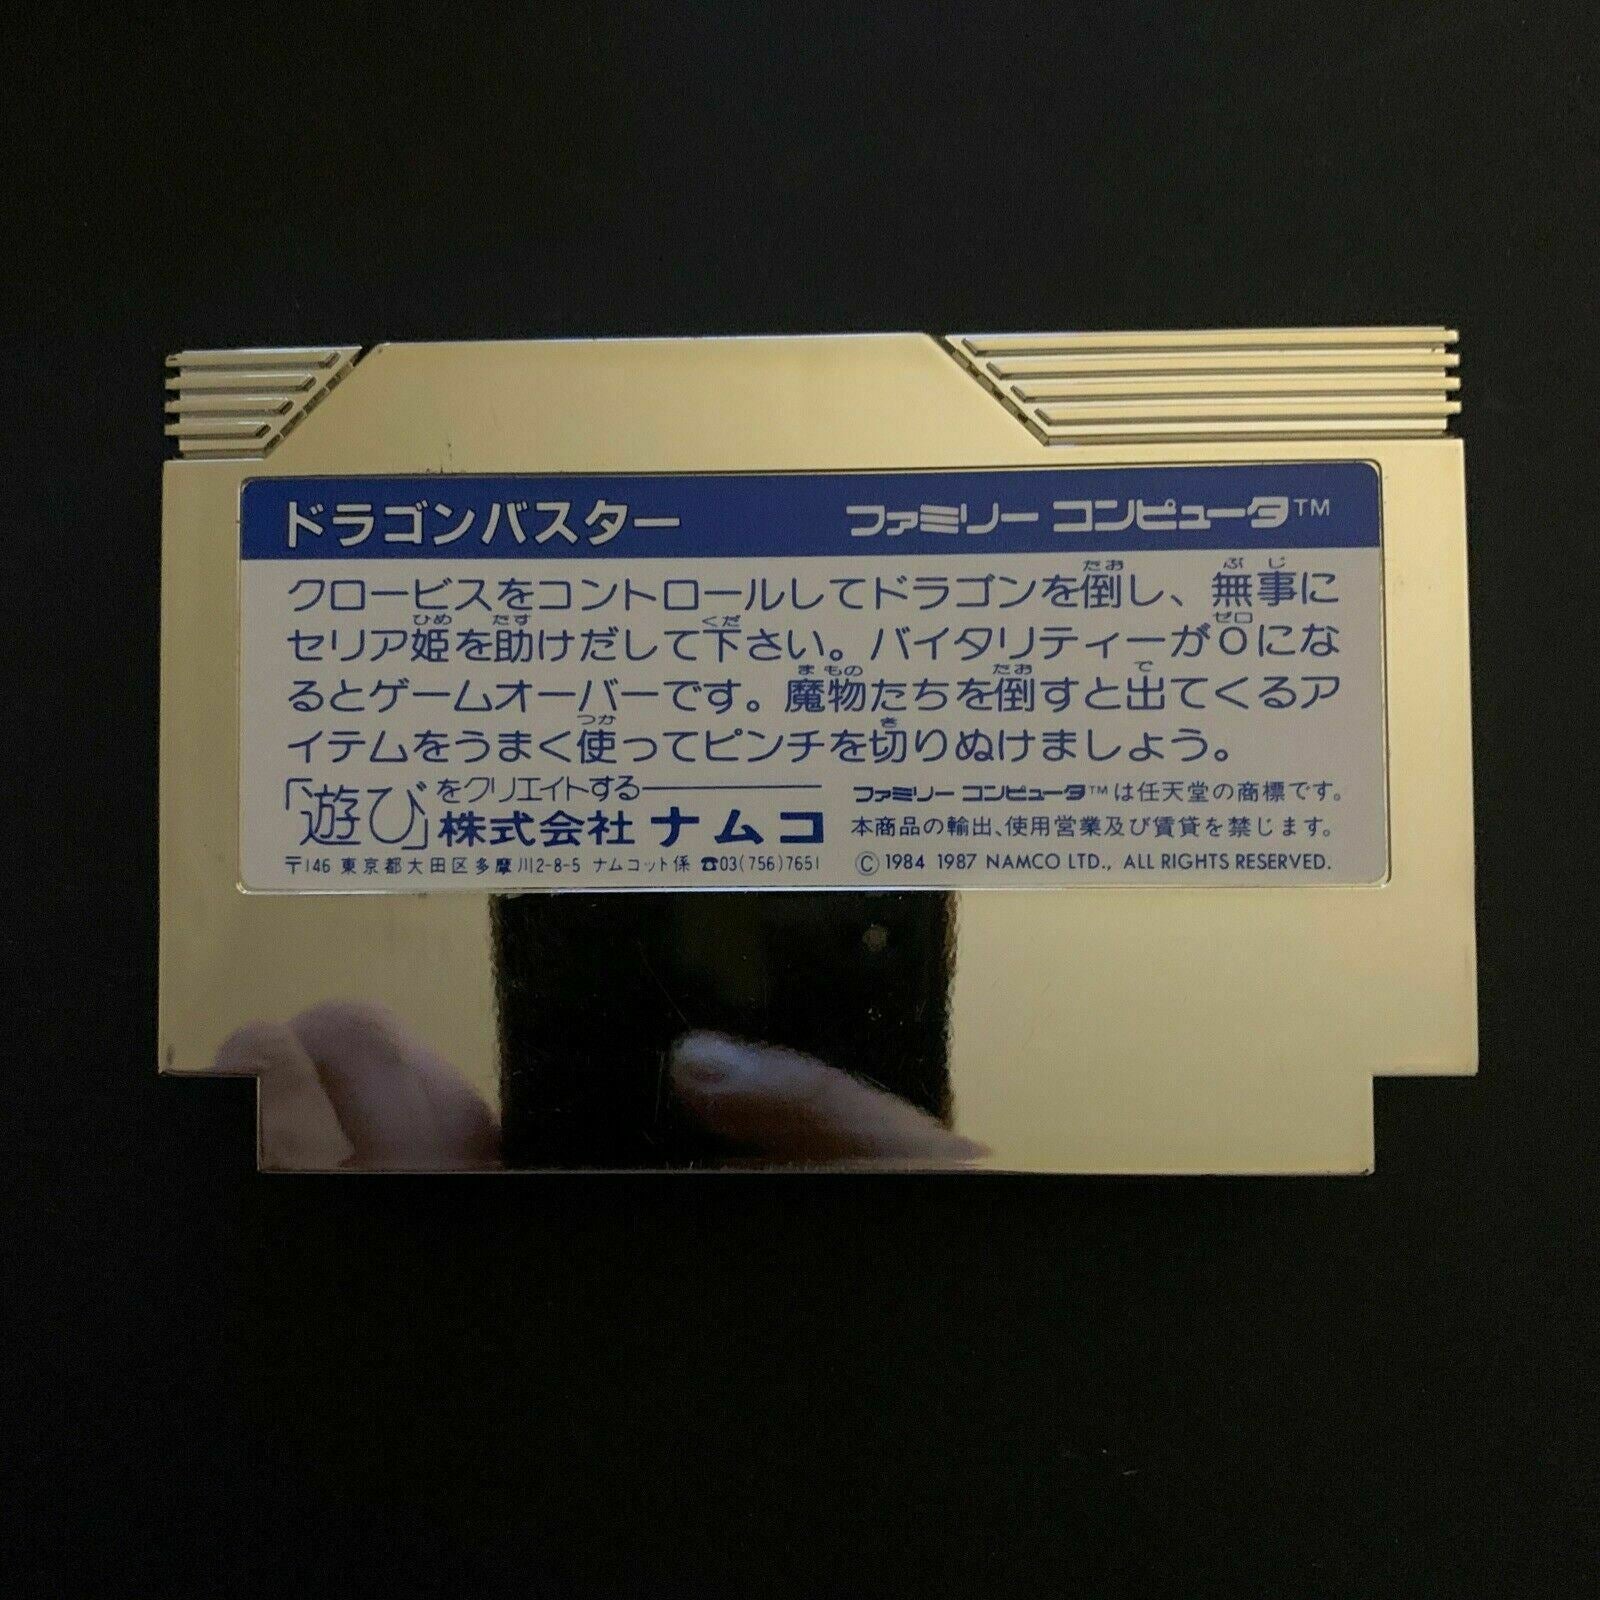 ドラゴンバスター ファミリー コンピュータ™
クロービスをコントロールしてドラゴンを倒し、無事に
セリア姫を助けだして下さい。バイタリティーが0にな
るとゲームオーバーです。魔物たちを倒すと出てくるア
イテムをうまく使ってピンチを切りぬけましょう。
「遊び」をクリエイトする
株式会社 ナムコ
〒146 東京都大田区多摩川2-8-5 ナムコット係 ☎03(756)7651
ファミリー コンピュータ™は任天堂の商標です。
本商品の輸出、使用営業及び賃貸を禁じます。
© 1984 1987 NAMCO LTD., ALL RIGHTS RESERVED.